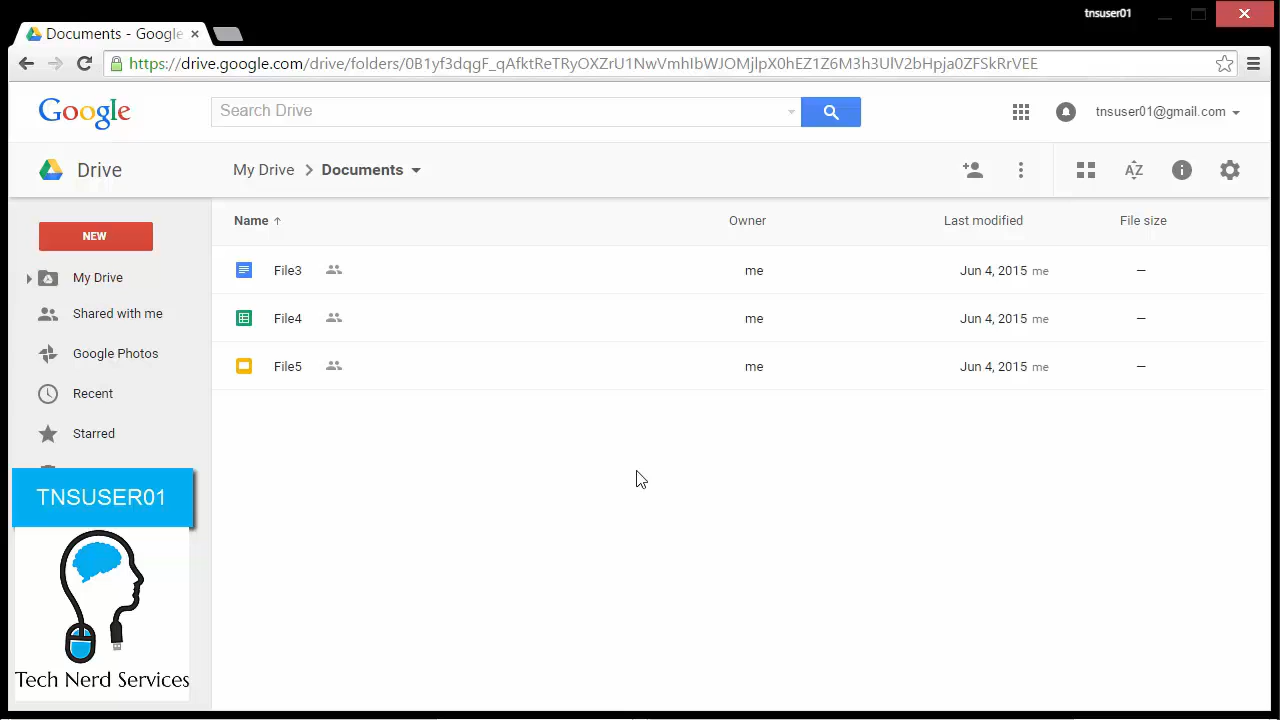 tnsuser01
Documents - Google
https://drive.google.com/drive/folders/0B1yf3dqgF_qAfktReTRyOXZrU1NwVmhIbWJOMjlpX0hEZ1Z6M3h3UlV2bHpja0ZFSkRrVEE
Google
Search Drive
tnsuser01@gmail.com
Drive
My Drive
Documents
AZ
NEW
Name
Owner
Last modified
File size
File3
me
Jun 4, 2015 me
—
File4
me
Jun 4, 2015 me
—
File5
me
Jun 4, 2015 me
—
My Drive
Shared with me
Google Photos
Recent
Starred
TNSUSER01
Tech Nerd Services